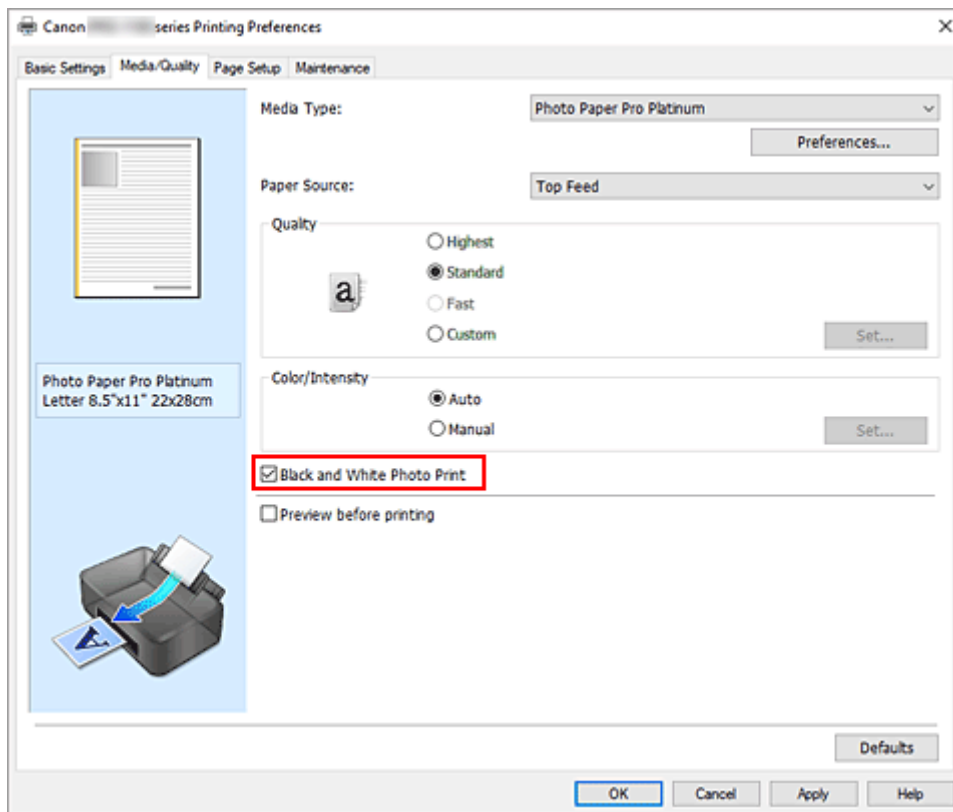 Canon series Printing Preferences
Basic Settings Media/Quality Page Setup Maintenance
Media Type: Photo Paper Pro Platinum
Preferences...
Paper Source: Top Feed
Quality
Highest
a Standard
Fast
Custom Set...
Photo Paper Pro Platinum
Letter 8.5"x11" 22x28cm
Color/Intensity
Auto
Manual Set...
Black and White Photo Print
Preview before printing
A
Defaults
OK Cancel Apply Help